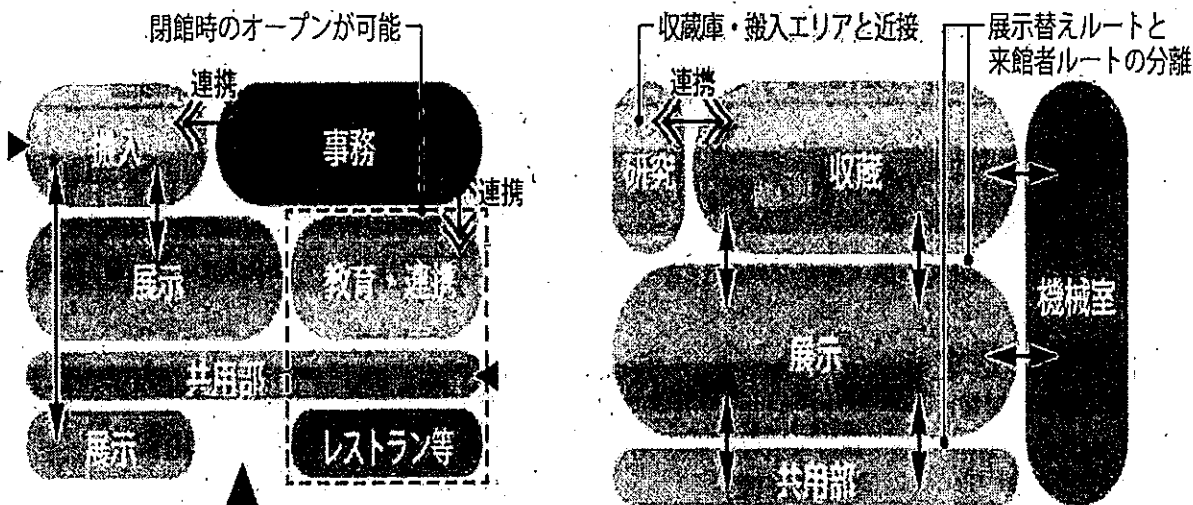 閉館時のオープンが可能
連携
搬入
事務
連携
展示
教育・連携
共用部
展示
レストラン等
収蔵庫・搬入エリアと近接
展示替えルートと
来館者ルートの分離
連携
研究
収蔵
機械室
展示
共用部